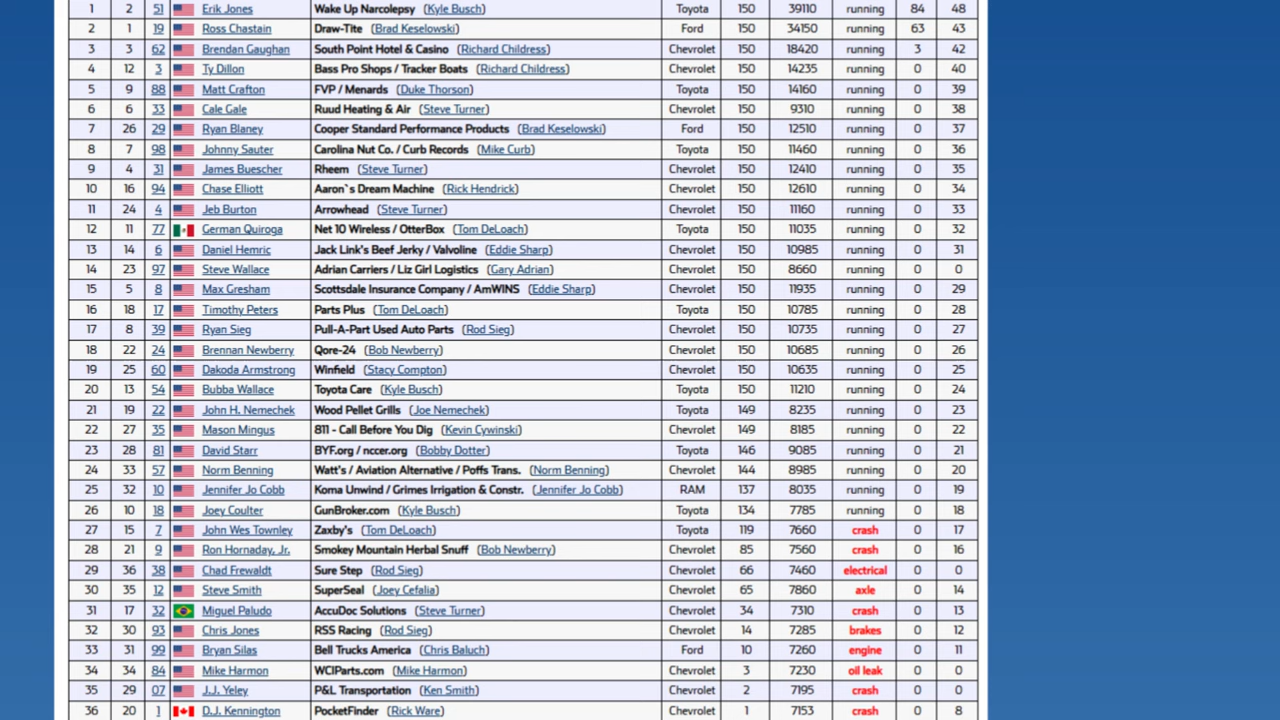 1 2 51 Erik Jones Wake Up Narcolepsy (Kyle Busch) Toyota 150 39110 running 84 48
2 1 19 Ross Chastain Draw-Tite (Brad Keselowski) Ford 150 34150 running 63 43
3 3 62 Brendan Gaughan South Point Hotel & Casino (Richard Childress) Chevrolet 150 18420 running 3 42
4 12 3 Ty Dillon Bass Pro Shops / Tracker Boats (Richard Childress) Chevrolet 150 14235 running 0 40
5 9 88 Matt Crafton FVP / Menards (Duke Thorson) Toyota 150 14160 running 0 39
6 6 33 Cale Gale Ruud Heating & Air (Steve Turner) Chevrolet 150 9310 running 0 38
7 26 29 Ryan Blaney Cooper Standard Performance Products (Brad Keselowski) Ford 150 12510 running 0 37
8 7 98 Johnny Sauter Carolina Nut Co. / Curb Records (Mike Curb) Toyota 150 11460 running 0 36
9 4 31 James Buescher Rheem (Steve Turner) Chevrolet 150 12410 running 0 35
10 16 94 Chase Elliott Aaron`s Dream Machine (Rick Hendrick) Chevrolet 150 12610 running 0 34
11 24 4 Jeb Burton Arrowhead (Steve Turner) Chevrolet 150 11160 running 0 33
12 11 77 German Quiroga Net 10 Wireless / OtterBox (Tom DeLoach) Toyota 150 11035 running 0 32
13 14 6 Daniel Hemric Jack Link's Beef Jerky / Valvoline (Eddie Sharp) Chevrolet 150 10985 running 0 31
14 23 97 Steve Wallace Adrian Carriers / Liz Girl Logistics (Gary Adrian) Chevrolet 150 8660 running 0 0
15 5 8 Max Gresham Scottsdale Insurance Company / AmWINS (Eddie Sharp) Chevrolet 150 11935 running 0 29
16 18 17 Timothy Peters Parts Plus (Tom DeLoach) Toyota 150 10785 running 0 28
17 8 39 Ryan Sieg Pull-A-Part Used Auto Parts (Rod Sieg) Chevrolet 150 10735 running 0 27
18 22 24 Brennan Newberry Qore-24 (Bob Newberry) Chevrolet 150 10685 running 0 26
19 25 60 Dakoda Armstrong Winfield (Stacy Compton) Chevrolet 150 10635 running 0 25
20 13 54 Bubba Wallace Toyota Care (Kyle Busch) Toyota 150 11210 running 0 24
21 19 22 John H. Nemechek Wood Pellet Grills (Joe Nemechek) Toyota 149 8235 running 0 23
22 27 35 Mason Mingus 811 - Call Before You Dig (Kevin Cywinski) Chevrolet 149 8185 running 0 22
23 28 81 David Starr BYF.org / nccer.org (Bobby Dotter) Toyota 146 9085 running 0 21
24 33 57 Norm Benning Watt's / Aviation Alternative / Poffs Trans. (Norm Benning) Chevrolet 144 8985 running 0 20
25 32 10 Jennifer Jo Cobb Koma Unwind / Grimes Irrigation & Constr. (Jennifer Jo Cobb) RAM 137 8035 running 0 19
26 10 18 Joey Coulter GunBroker.com (Kyle Busch) Toyota 134 7785 running 0 18
27 15 7 John Wes Townley Zaxby's (Tom DeLoach) Toyota 119 7660 crash 0 17
28 21 9 Ron Hornaday, Jr. Smokey Mountain Herbal Snuff (Bob Newberry) Chevrolet 85 7560 crash 0 16
29 36 38 Chad Frewaldt Sure Step (Rod Sieg) Chevrolet 66 7460 electrical 0 0
30 35 12 Steve Smith SuperSeal (Joey Cefalia) Chevrolet 65 7860 axle 0 14
31 17 32 Miguel Paludo AccuDoc Solutions (Steve Turner) Chevrolet 34 7310 crash 0 13
32 30 93 Chris Jones RSS Racing (Rod Sieg) Chevrolet 14 7285 brakes 0 12
33 31 99 Bryan Silas Bell Trucks America (Chris Baluch) Ford 10 7260 engine 0 11
34 34 84 Mike Harmon WCIParts.com (Mike Harmon) Chevrolet 3 7230 oil leak 0 0
35 29 07 J.J. Yeley P&L Transportation (Ken Smith) Chevrolet 2 7195 crash 0 0
36 20 1 D.J. Kennington PocketFinder (Rick Ware) Chevrolet 1 7153 crash 0 8